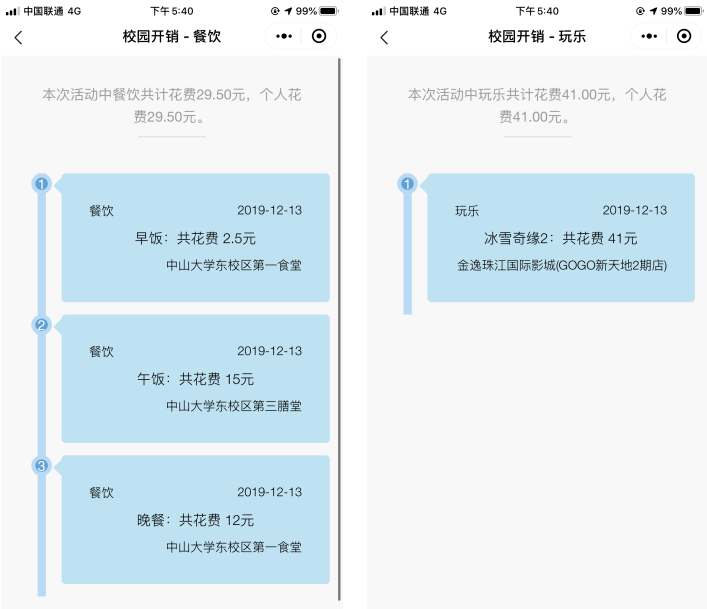 中国联通 4G
下午5:40
99%
校园开销 - 餐饮
本次活动中餐饮共计花费29.50元，个人花
费29.50元。
1
餐饮
2019-12-13
早饭：共花费 2.5元
中山大学东校区第一食堂
2
餐饮
2019-12-13
午饭：共花费 15元
中山大学东校区第三膳堂
3
餐饮
2019-12-13
晚餐：共花费 12元
中山大学东校区第一食堂
中国联通 4G
下午5:40
99%
校园开销 - 玩乐
本次活动中玩乐共计花费41.00元，个人花
费41.00元。
1
玩乐
2019-12-13
冰雪奇缘2：共花费 41元
金逸珠江国际影城(GOGO新天地2期店)